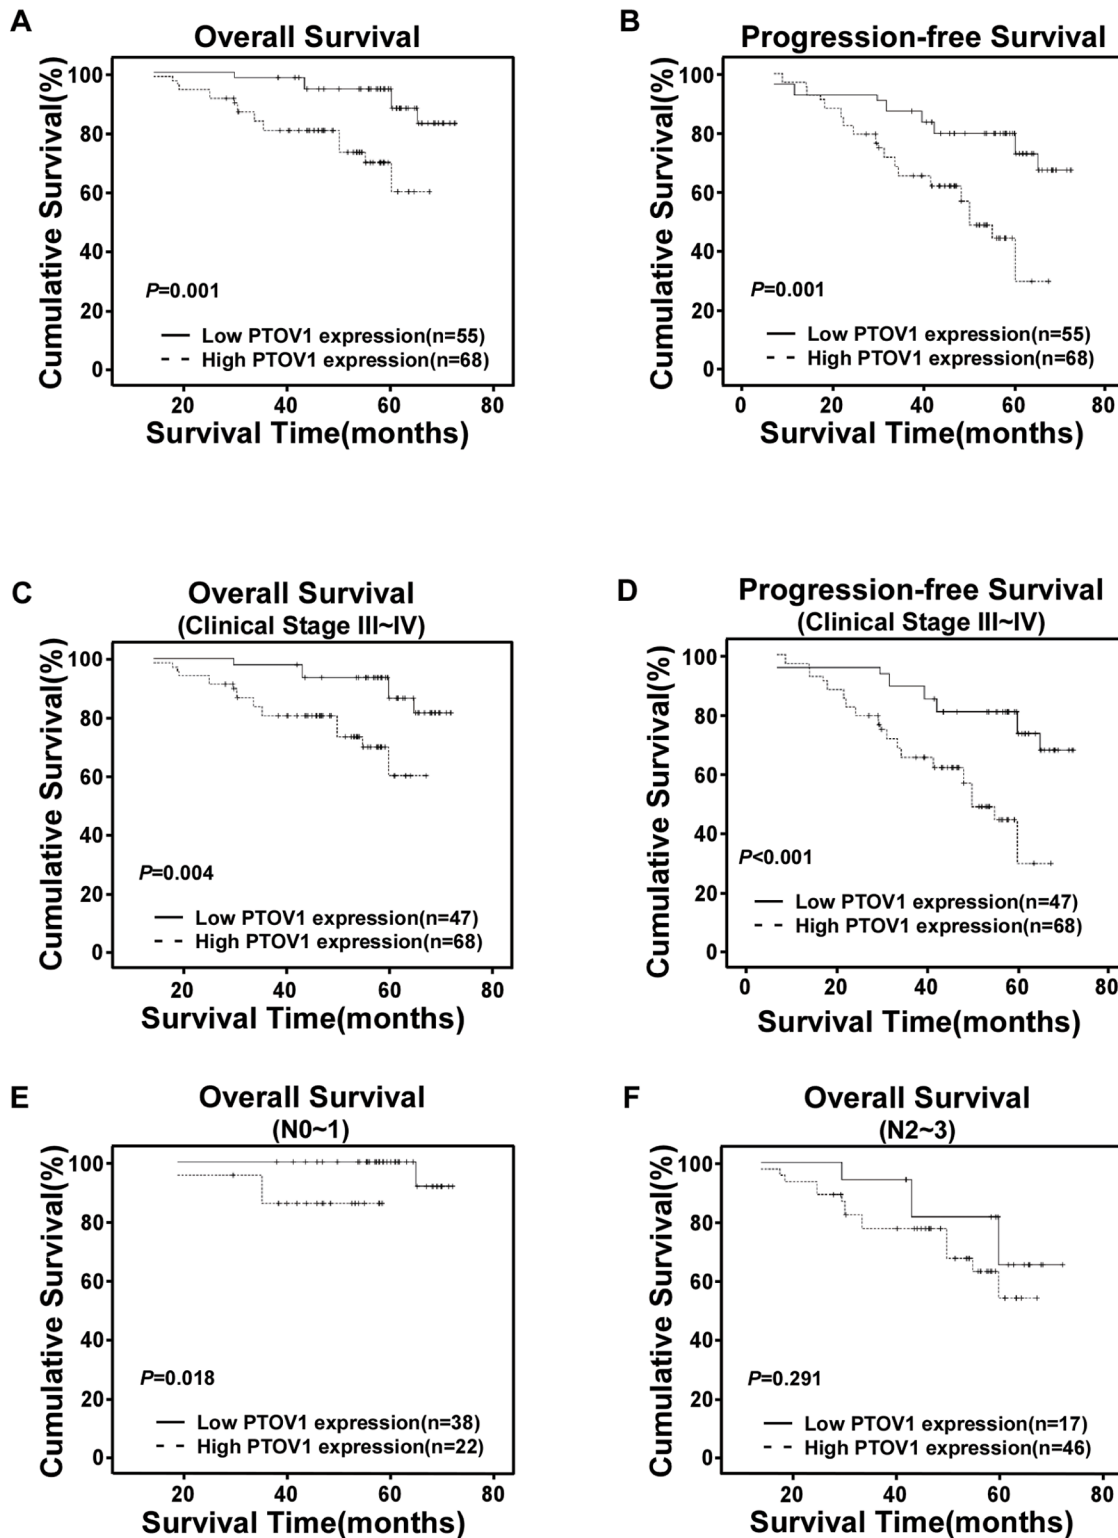 A
Overall Survival
Cumulative Survival(%)
100
80
60
40
20
0
P=0.001
Low PTOV1 expression(n=55)
High PTOV1 expression(n=68)
20 40 60 80
Survival Time(months)
B
Progression-free Survival
Cumulative Survival(%)
100
80
60
40
20
0
P=0.001
Low PTOV1 expression(n=55)
High PTOV1 expression(n=68)
0 20 40 60 80
Survival Time(months)
C
Overall Survival
(Clinical Stage III~IV)
Cumulative Survival(%)
100
80
60
40
20
0
P=0.004
Low PTOV1 expression(n=47)
High PTOV1 expression(n=68)
20 40 60 80
Survival Time(months)
D
Progression-free Survival
(Clinical Stage III~IV)
Cumulative Survival(%)
100
80
60
40
20
0
P<0.001
Low PTOV1 expression(n=47)
High PTOV1 expression(n=68)
0 20 40 60 80
Survival Time(months)
E
Overall Survival
(N0~1)
Cumulative Survival(%)
100
80
60
40
20
0
P=0.018
Low PTOV1 expression(n=38)
High PTOV1 expression(n=22)
20 40 60 80
Survival Time(months)
F
Overall Survival
(N2~3)
Cumulative Survival(%)
100
80
60
40
20
0
P=0.291
Low PTOV1 expression(n=17)
High PTOV1 expression(n=46)
20 40 60 80
Survival Time(months)